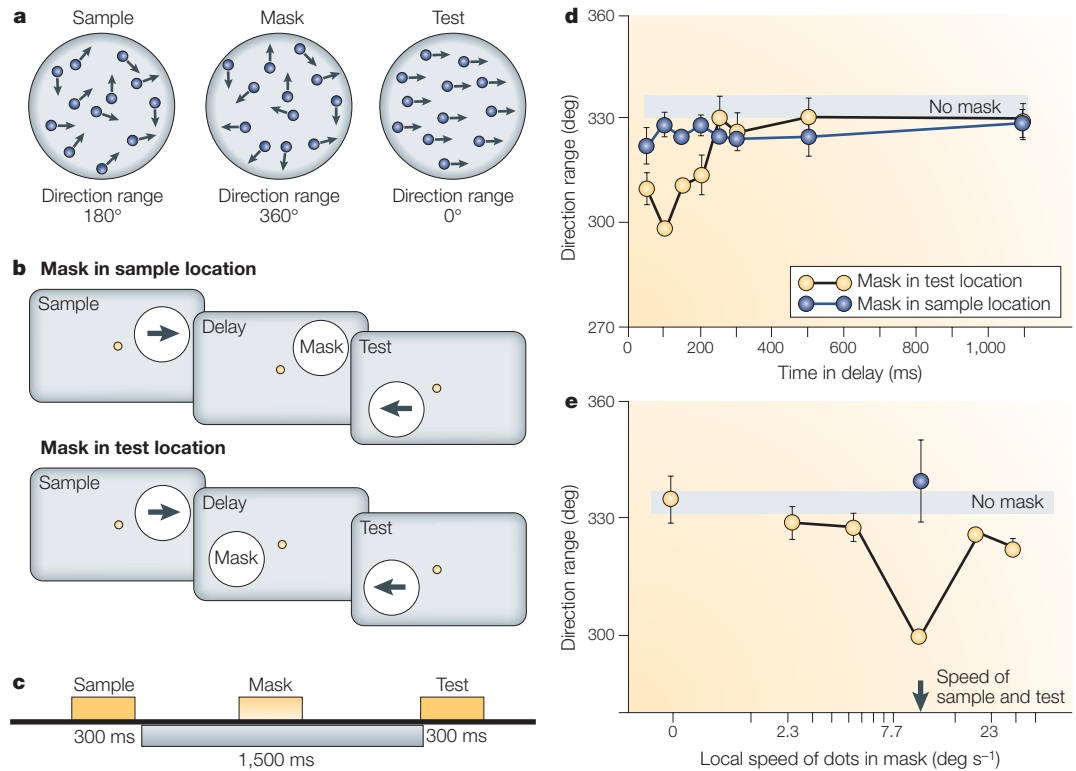 a
Sample
Mask
Test
Direction range
180°
Direction range
360°
Direction range
0°
b Mask in sample location
Sample
Delay
Mask
Test
Mask in test location
Sample
Delay
Mask
Test
c
Sample
Mask
Test
300 ms
300 ms
1,500 ms
d
360
330
300
270
Direction range (deg)
No mask
Mask in test location
Mask in sample location
0
200
400
600
800
1,000
Time in delay (ms)
e
360
330
300
Direction range (deg)
No mask
Speed of
sample and test
0
2.3
7.7
23
Local speed of dots in mask (deg s⁻¹)